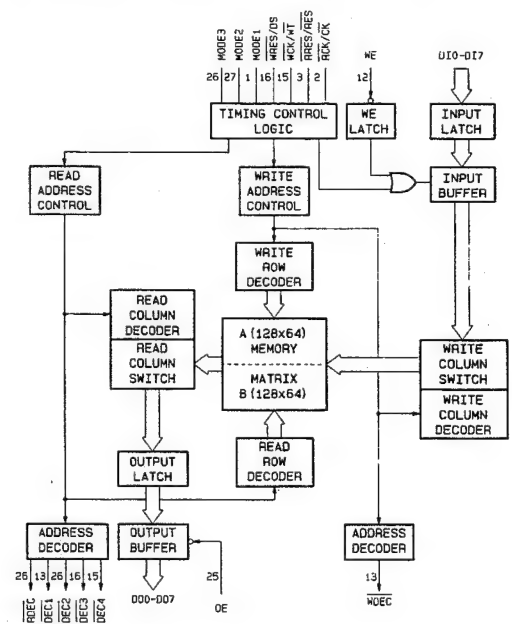 MODE3
MODE2
MODE1
WRES/DS
WCK/WT
RRES/RES
RCK/CK
26
27
1
16
15
3
2
WE
12
DI0-DI7
TIMING CONTROL
LOGIC
WE
LATCH
INPUT
LATCH
READ
ADDRESS
CONTROL
WRITE
ADDRESS
CONTROL
INPUT
BUFFER
WRITE
ROW
DECODER
READ
COLUMN
DECODER
READ
COLUMN
SWITCH
A (128x64)
MEMORY
MATRIX
B (128x64)
WRITE
COLUMN
SWITCH
WRITE
COLUMN
DECODER
OUTPUT
LATCH
READ
ROW
DECODER
ADDRESS
DECODER
OUTPUT
BUFFER
ADDRESS
DECODER
26
13
26
16
15
25
13
RDEC
DEC1
DEC2
DEC3
DEC4
DO0-DO7
OE
WDEC